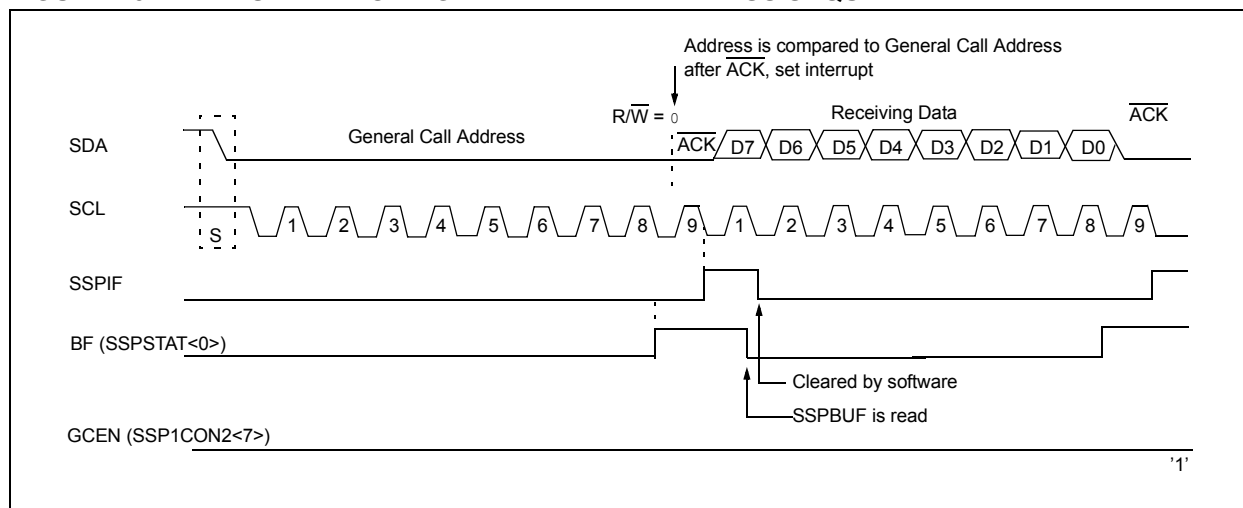 Address is compared to General Call Address
after ACK, set interrupt
R/W = 0
Receiving Data
ACK
General Call Address
SDA
ACK
D7 D6 D5 D4 D3 D2 D1 D0
SCL
S
1 2 3 4 5 6 7 8 9 1 2 3 4 5 6 7 8 9
SSPIF
BF (SSPSTAT<0>)
Cleared by software
SSPBUF is read
GCEN (SSP1CON2<7>)
’1’